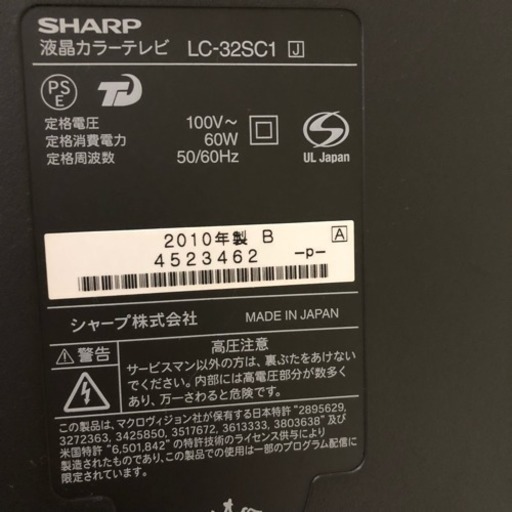 SHARP
液晶カラーテレビ LC-32SC1 J
PS
E
定格電圧 100V～
定格消費電力 60W
定格周波数 50/60Hz
UL Japan
2010年製 B A
4523462 -p-
シャープ株式会社 MADE IN JAPAN
警告 高圧注意
サービスマン以外の方は、裏ぶたをあけない
でください。内部には高電圧部分が数多く
あり、万一さわると危険です。
この製品は、マクロヴィジョン社が保有する日本特許 "2895629,
3272363, 3425850, 3517672, 3613333, 3803638" 及び
米国特許 "6,501,842" の特許技術のライセンス供与により
製造されたものであり、この製品での使用は一部のプログラム配信に
限定されています。